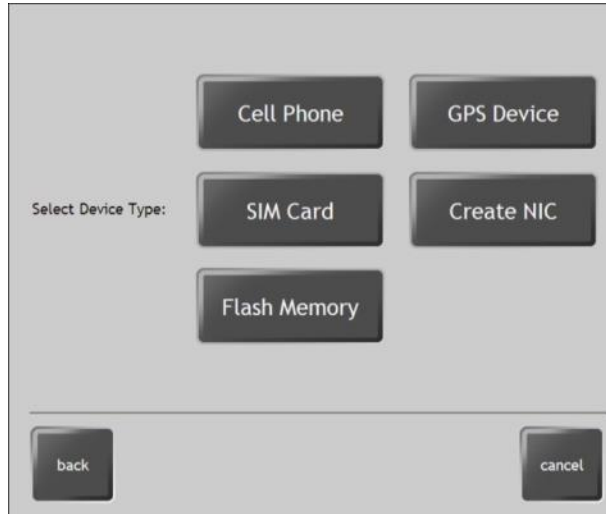 Cell Phone GPS Device
Select Device Type: SIM Card Create NIC
Flash Memory
back cancel